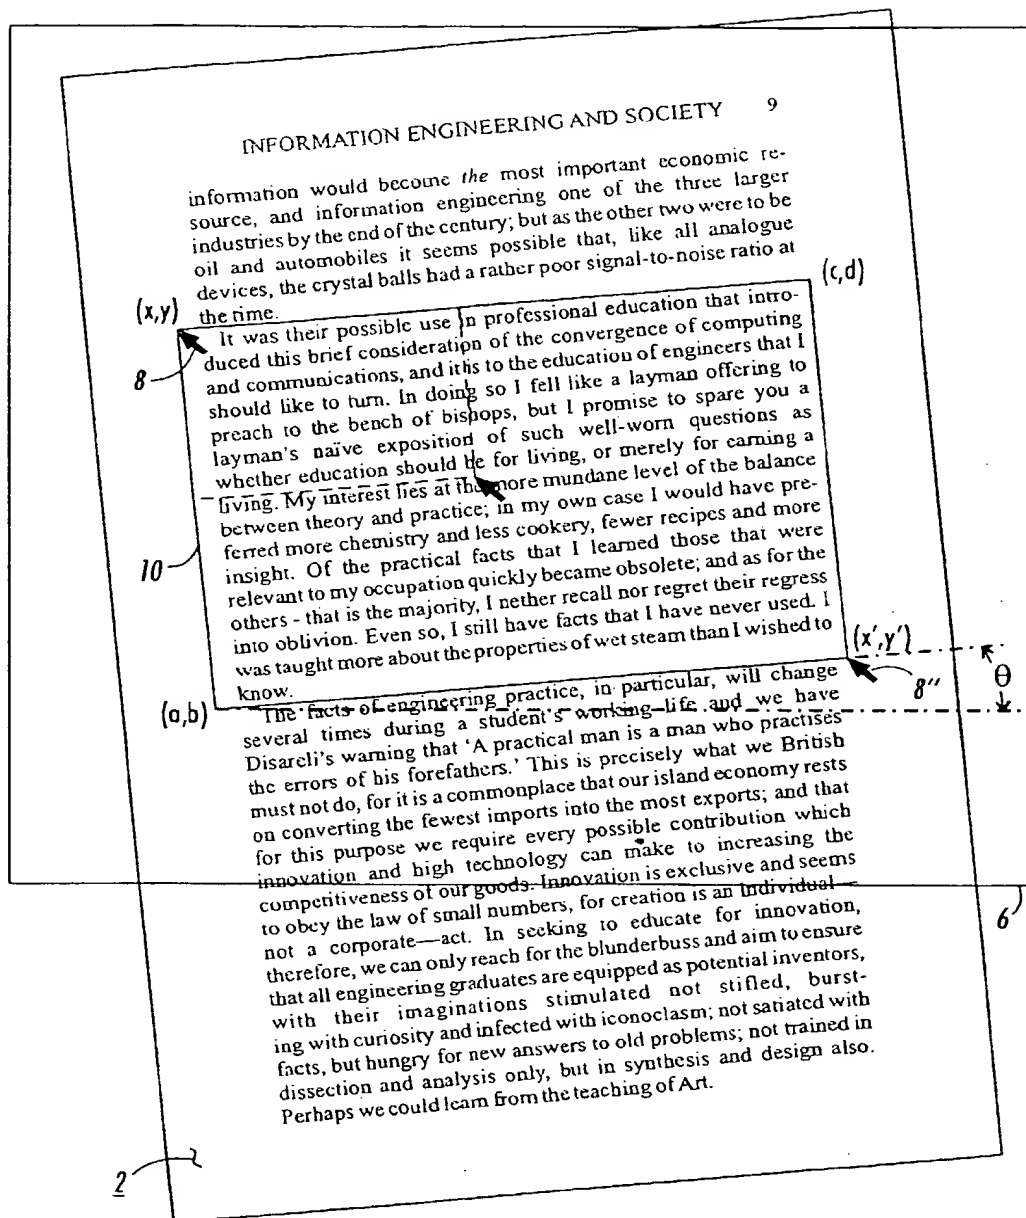 INFORMATION ENGINEERING AND SOCIETY 9
information would become the most important economic re-
source, and information engineering one of the three larger
industries by the end of the century; but as the other two were to be
oil and automobiles it seems possible that, like all analogue
devices, the crystal balls had a rather poor signal-to-noise ratio at
the time.
(x,y)
(c,d)
It was their possible use in professional education that intro-
duced this brief consideration of the convergence of computing
8
and communications, and it is to the education of engineers that I
should like to turn. In doing so I fell like a layman offering to
preach to the bench of bishops, but I promise to spare you a
layman's naïve exposition of such well-worn questions as
whether education should be for living, or merely for earning a
living. My interest lies at the more mundane level of the balance
between theory and practice; in my own case I would have pre-
ferred more chemistry and less cookery, fewer recipes and more
10
insight. Of the practical facts that I learned those that were
relevant to my occupation quickly became obsolete; and as for the
others - that is the majority, I nether recall nor regret their regress
into oblivion. Even so, I still have facts that I have never used. I
was taught more about the properties of wet steam than I wished to
know.
(x',y')
8"
θ
(a,b)
The facts of engineering practice, in particular, will change
several times during a student's working life and we have
Disareli's warning that 'A practical man is a man who practises
the errors of his forefathers.' This is precisely what we British
must not do, for it is a commonplace that our island economy rests
on converting the fewest imports into the most exports; and that
for this purpose we require every possible contribution which
innovation and high technology can make to increasing the
competitiveness of our goods. Innovation is exclusive and seems
to obey the law of small numbers, for creation is an individual—
6
not a corporate—act. In seeking to educate for innovation,
therefore, we can only reach for the blunderbuss and aim to ensure
that all engineering graduates are equipped as potential inventors,
with their imaginations stimulated not stifled, burst-
ing with curiosity and infected with iconoclasm; not satiated with
facts, but hungry for new answers to old problems; not trained in
dissection and analysis only, but in synthesis and design also.
Perhaps we could learn from the teaching of Art.
2